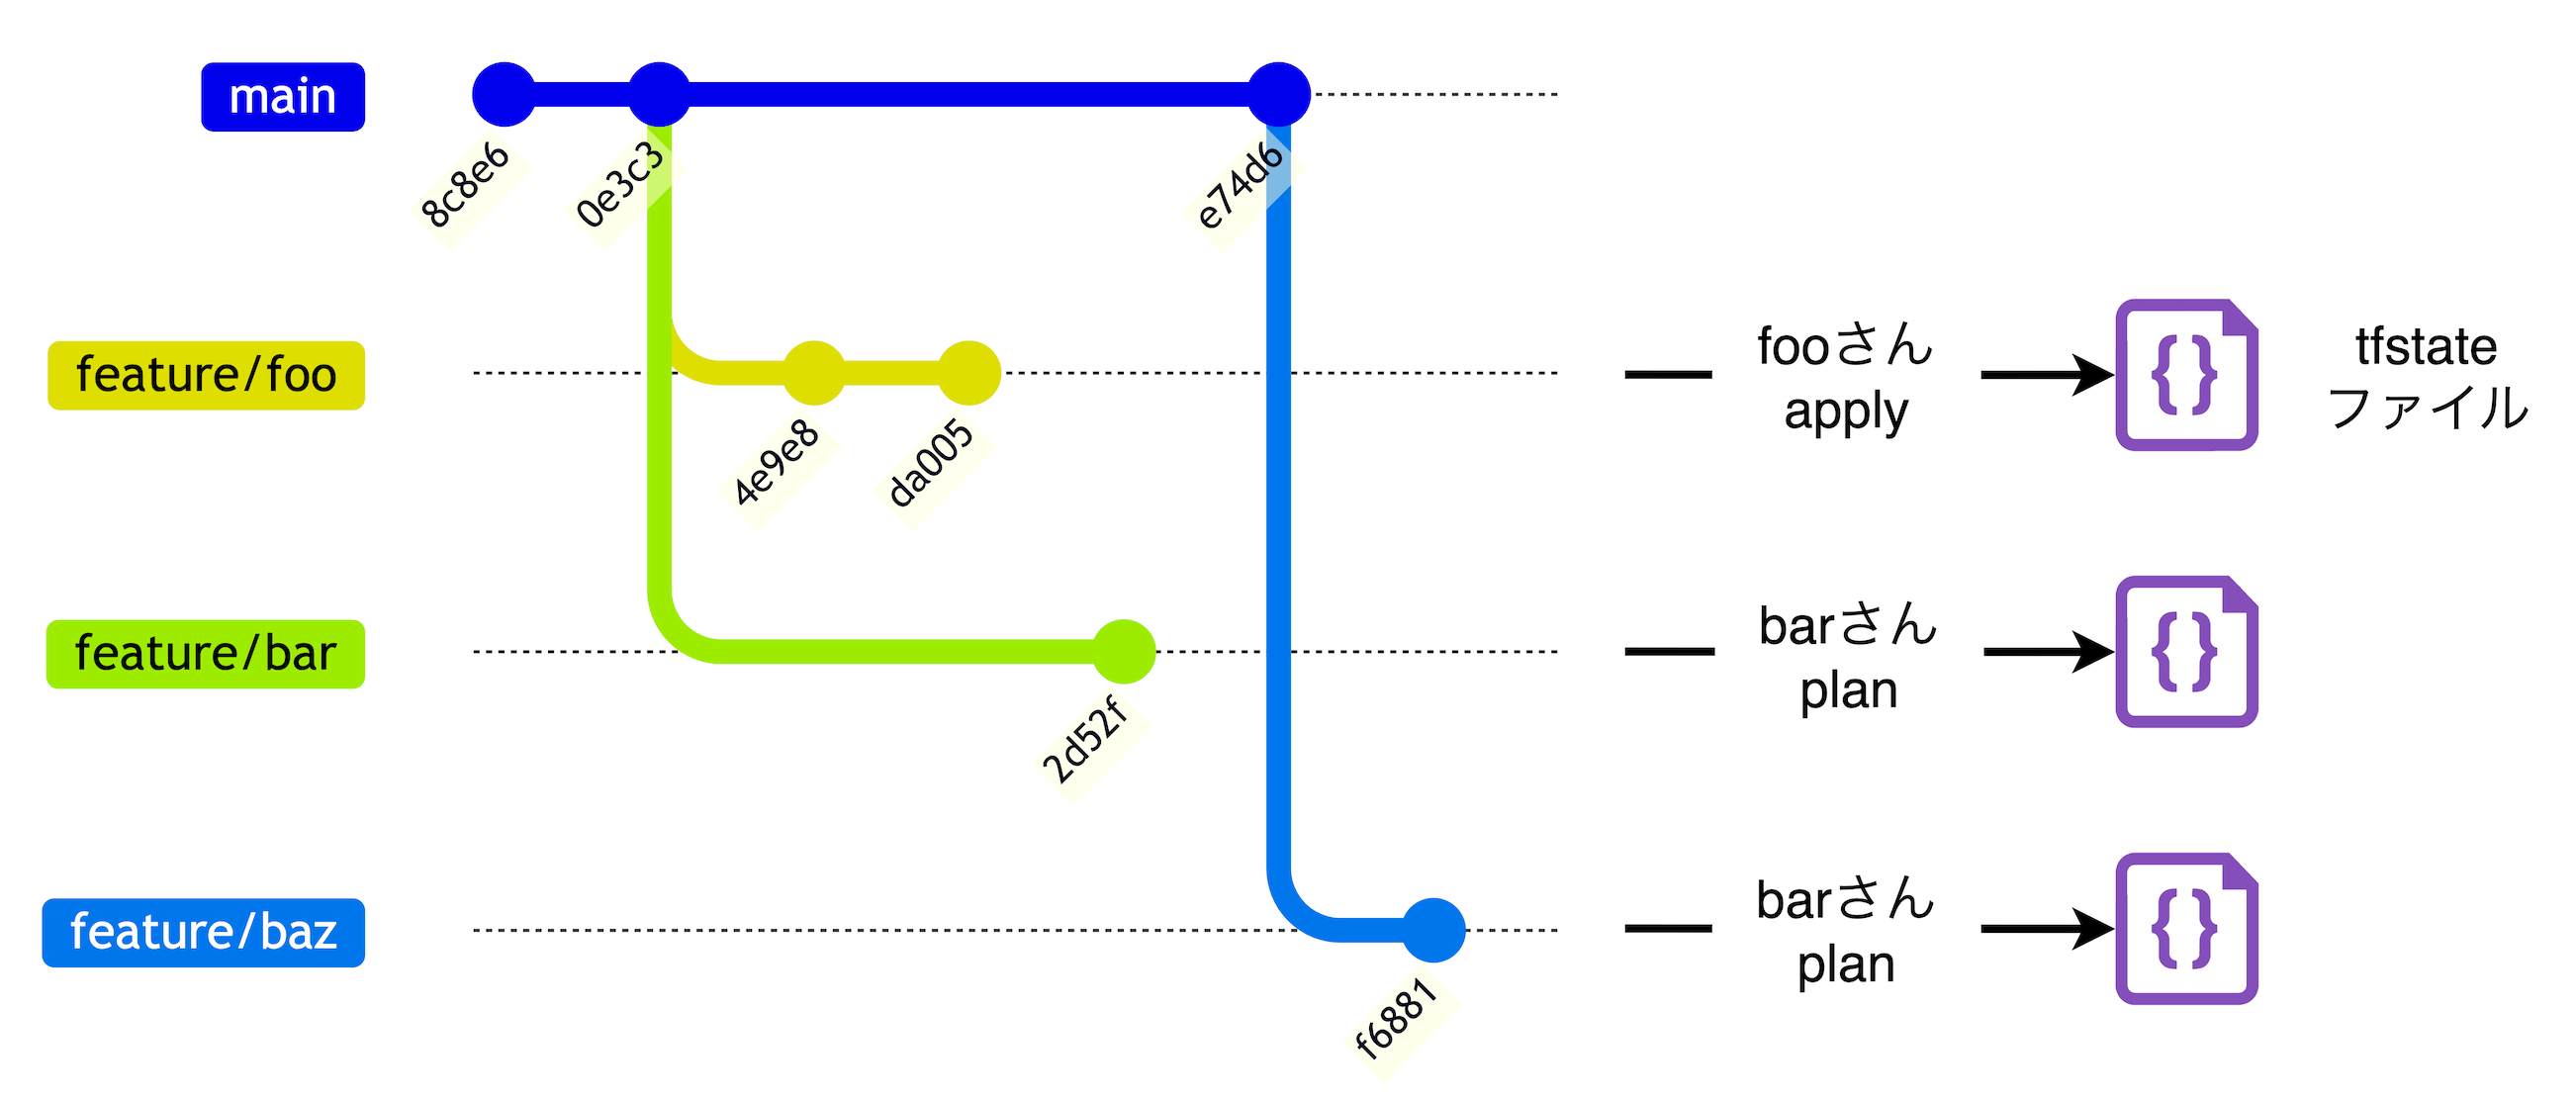 main
8c8e6
0e3c3
e74d6
feature/foo
4e9e8
da005
fooさん
apply
tfstate
ファイル
feature/bar
2d52f
barさん
plan
feature/baz
f6881
barさん
plan